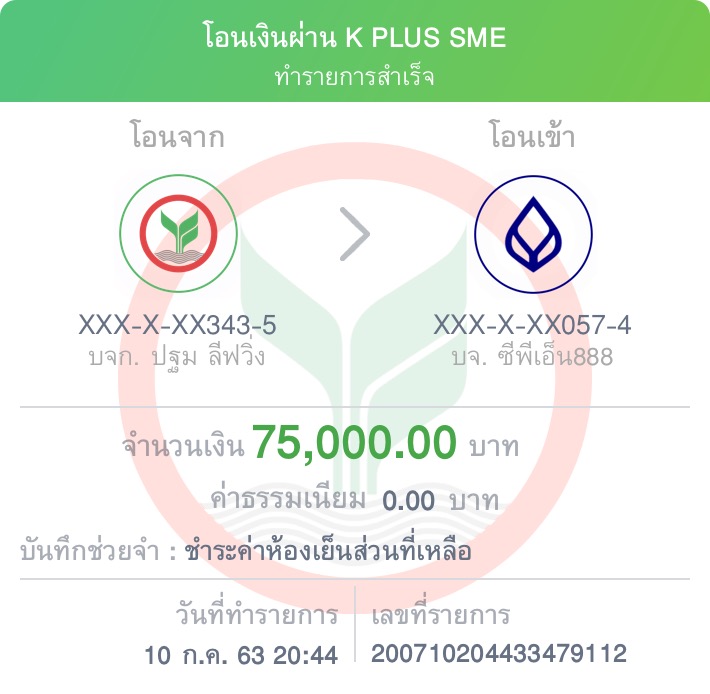 โอนเงินผ่าน K PLUS SME
ทำรายการสำเร็จ
โอนจาก
โอนเข้า
XXX-X-XX343-5
XXX-X-XX057-4
บจก. ปฐม ลีฟวิ่ง
บจ. ซีพีเอ็น888
จำนวนเงิน 75,000.00 บาท
ค่าธรรมเนียม 0.00 บาท
บันทึกช่วยจำ : ชำระค่าห้องเย็นส่วนที่เหลือ
วันที่ทำรายการ
เลขที่รายการ
10 ก.ค. 63 20:44
200710204433479112